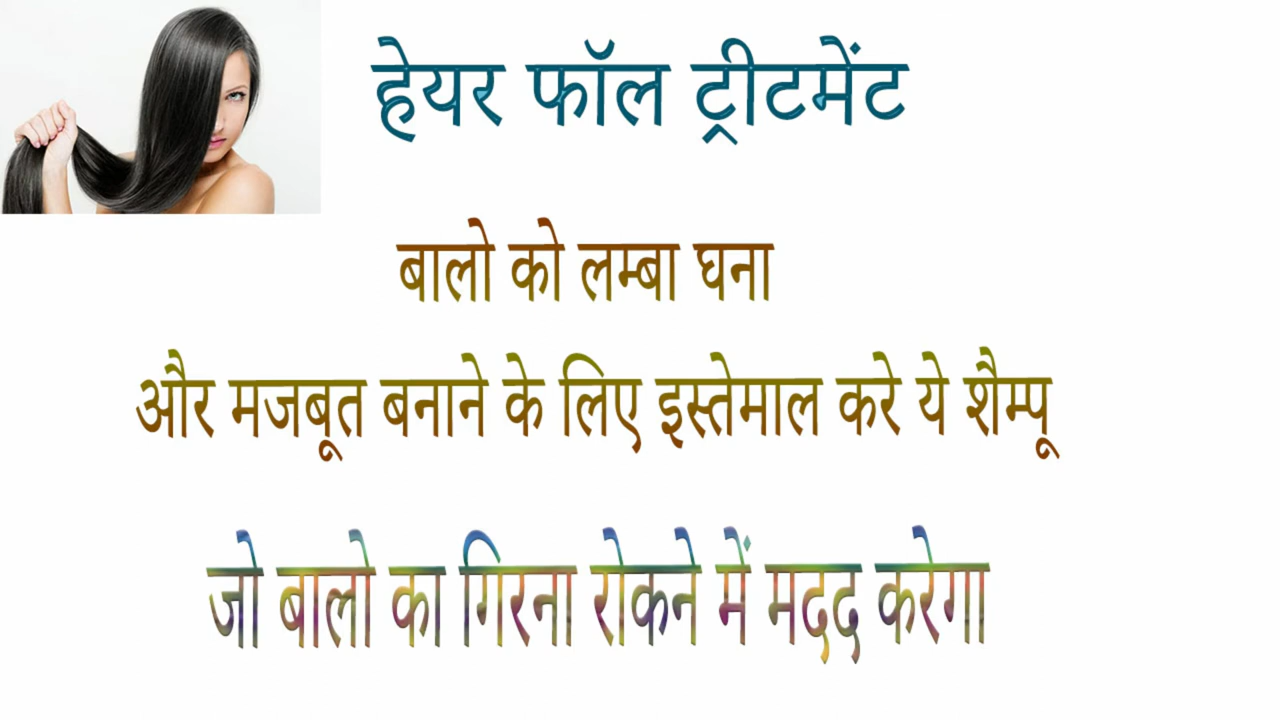 हेयर फॉल ट्रीटमेंट
बालो को लम्बा घना
और मजबूत बनाने के लिए इस्तेमाल करे ये शैम्पू
जो बालो का गिरना रोकने में मदद करेगा